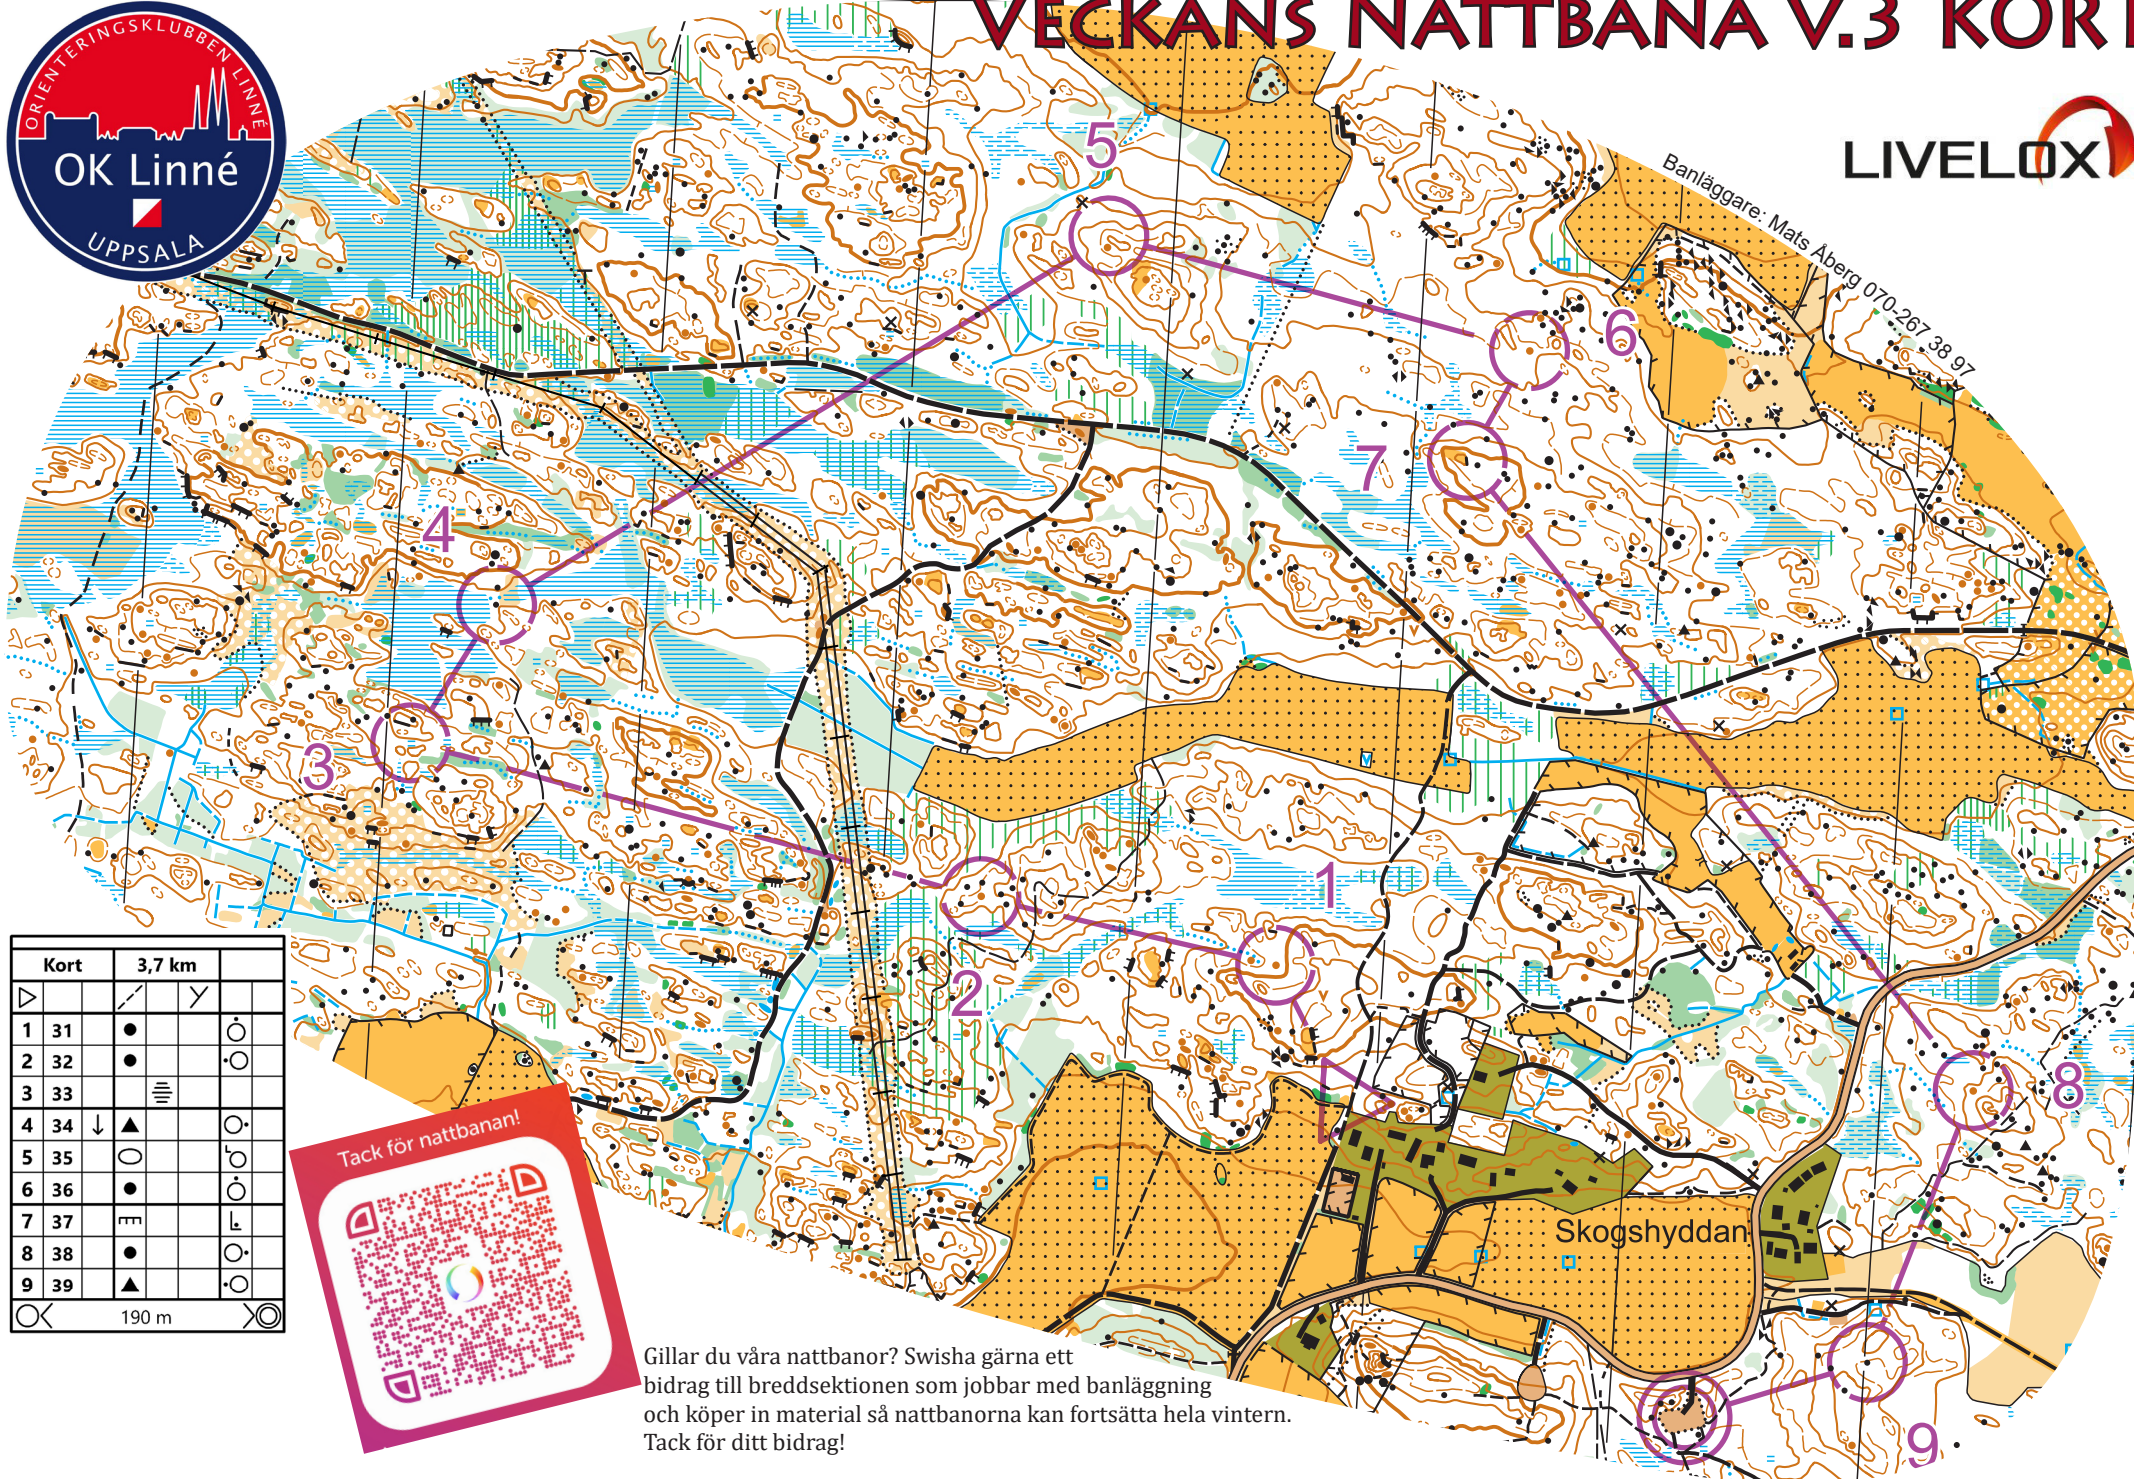 VECKANS NATTBANA V.3 KORT
ORIENTERINGSKLUBBEN LINNÉ
OK Linné
UPPSALA
LIVELOX
Banläggare: Mats Åberg 070-267 38 97
5
6
7
4
3
1
2
8
9
Skogshyddan
Kort 3,7 km
1 31
2 32
3 33
4 34
5 35
6 36
7 37
8 38
9 39
190 m
Tack för nattbanan!
Gillar du våra nattbanor? Swisha gärna ett
bidrag till breddsektionen som jobbar med banläggning
och köper in material så nattbanorna kan fortsätta hela vintern.
Tack för ditt bidrag!